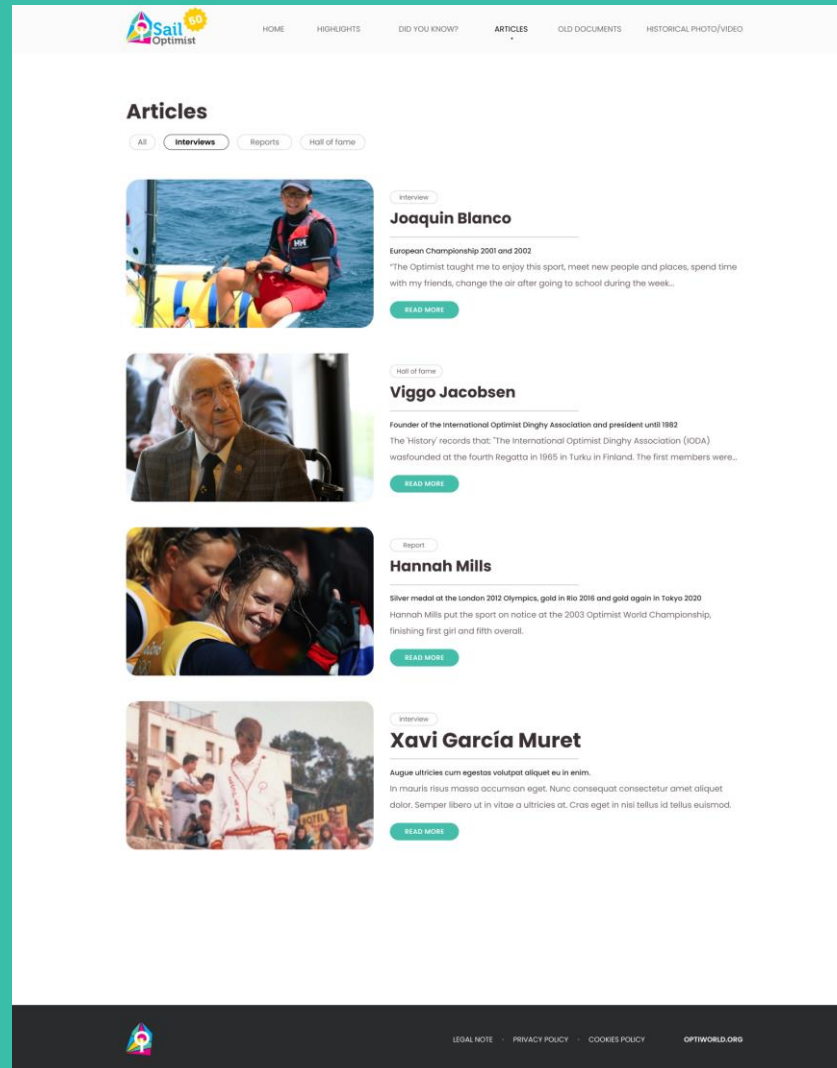 Sail
50
Optimist
HOME
HIGHLIGHTS
DID YOU KNOW?
ARTICLES
OLD DOCUMENTS
HISTORICAL PHOTO/VIDEO
Articles
All
Interviews
Reports
Hall of fame
Interview
Joaquin Blanco
European Championship 2001 and 2002
"The Optimist taught me to enjoy this sport, meet new people and places, spend time
with my friends, change the air after going to school during the week...
READ MORE
HH
Hall of fame
Viggo Jacobsen
Founder of the International Optimist Dinghy Association and president until 1982
The 'History' records that: "The International Optimist Dinghy Association (IODA)
wasfounded at the fourth Regatta in 1965 in Turku in Finland. The first members were...
READ MORE
Report
Hannah Mills
Silver medal at the London 2012 Olympics, gold in Rio 2016 and gold again in Tokyo 2020
Hannah Mills put the sport on notice at the 2003 Optimist World Championship,
finishing first girl and fifth overall.
READ MORE
Interview
Xavi García Muret
Augue ultricies cum egestas volutpat aliquet eu in enim.
In mauris risus massa accumsan eget. Nunc consequat consectetur amet aliquet
dolor. Semper libero ut in vitae a ultricies at. Cras eget in nisi tellus id tellus euismod.
READ MORE
HOTEL
LEGAL NOTE · PRIVACY POLICY · COOKIES POLICY
OPTIWORLD.ORG